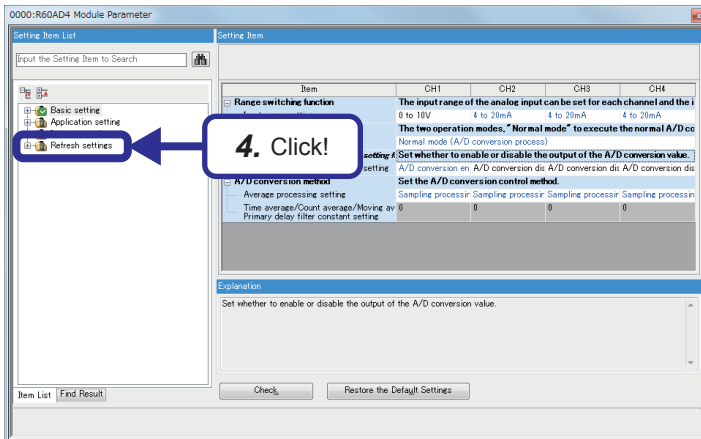 0000:R60AD4 Module Parameter
Setting Item List
Setting Item
Input the Setting Item to Search
Basic setting
Application setting
Refresh settings
4. Click!
Item CH1 CH2 CH3 CH4
Range switching function The input range of the analog input can be set for each channel and the i
0 to 10V 4 to 20mA 4 to 20mA 4 to 20mA
The two operation modes, "Normal mode" to execute the normal A/D co
Normal mode (A/D conversion process)
setting f Set whether to enable or disable the output of the A/D conversion value.
setting A/D conversion en A/D conversion dis A/D conversion dis A/D conversion dis
A/D conversion method Set the A/D conversion control method.
Average processing setting Sampling processin Sampling processin Sampling processin Sampling processin
Time average/Count average/Moving av 0 0 0 0
Primary delay filter constant setting
Explanation
Set whether to enable or disable the output of the A/D conversion value.
Item List Find Result
Check Restore the Default Settings